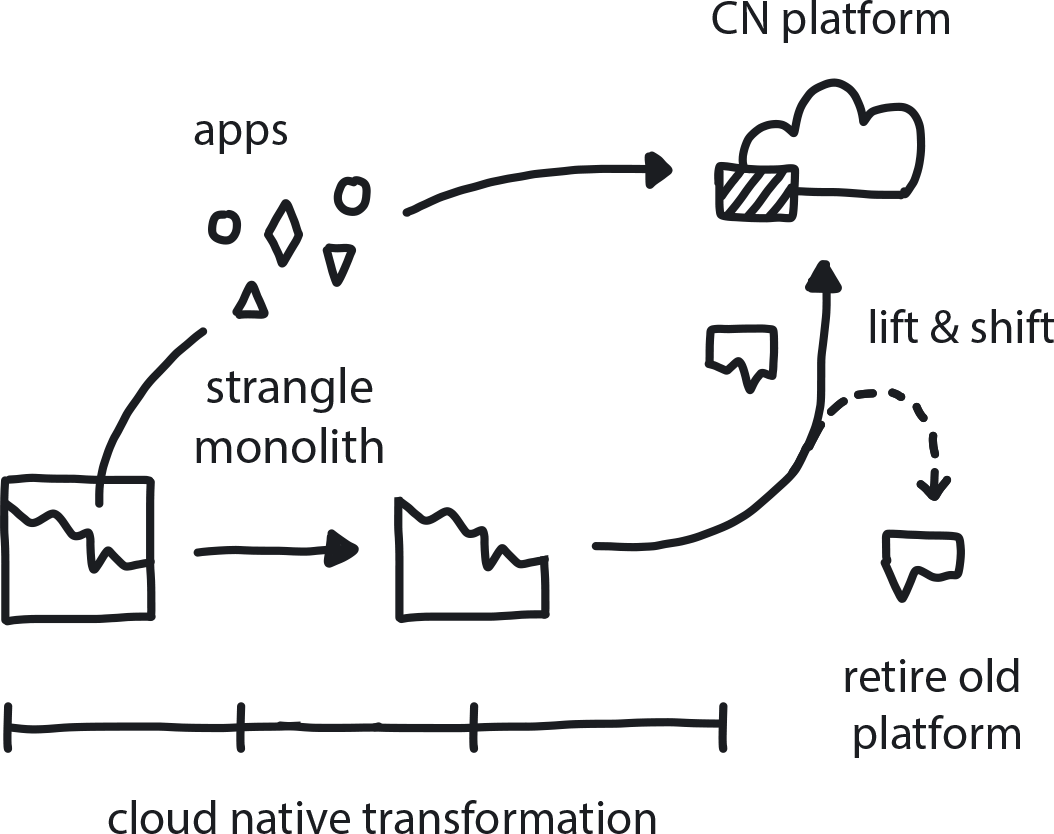 CN platform
apps
lift & shift
strangle
monolith
retire old
platform
cloud native transformation